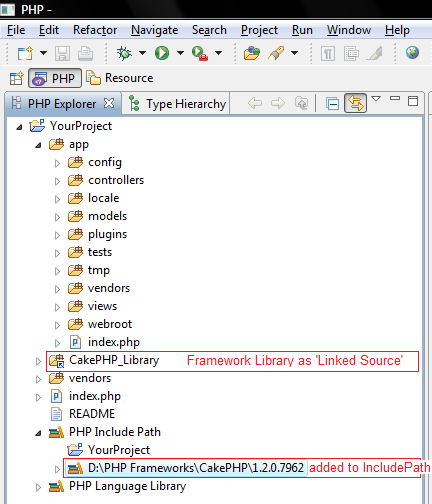 PHP -
File Edit Refactor Navigate Search Project Run Window Help
PHP Resource
PHP Explorer Type Hierarchy
YourProject
app
config
controllers
locale
models
plugins
tests
tmp
vendors
views
webroot
index.php
CakePHP_Library Framework Library as 'Linked Source'
vendors
index.php
README
PHP Include Path
YourProject
D:\PHP Frameworks\CakePHP\1.2.0.7962 added to IncludePath
PHP Language Library